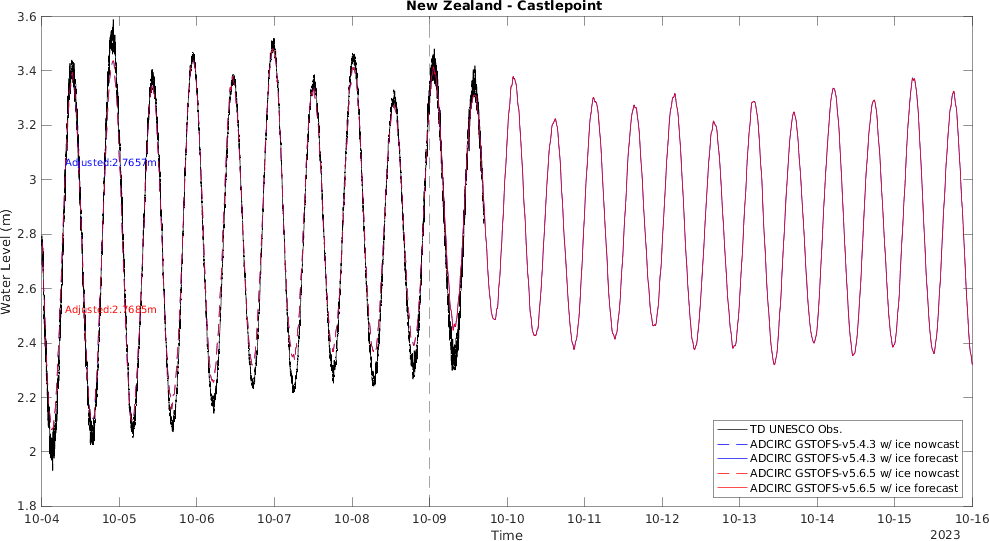 New Zealand - Castlepoint
Water Level (m)
3.6
3.4
3.2
3
2.8
2.6
2.4
2.2
2
1.8
Adjusted:2.7657m
Adjusted:2.7685m
TD UNESCO Obs.
ADCIRC GSTOFS-v5.4.3 w/ ice nowcast
ADCIRC GSTOFS-v5.4.3 w/ ice forecast
ADCIRC GSTOFS-v5.6.5 w/ ice nowcast
ADCIRC GSTOFS-v5.6.5 w/ ice forecast
10-04 10-05 10-06 10-07 10-08 10-09 10-10 10-11 10-12 10-13 10-14 10-15 10-16
Time
2023